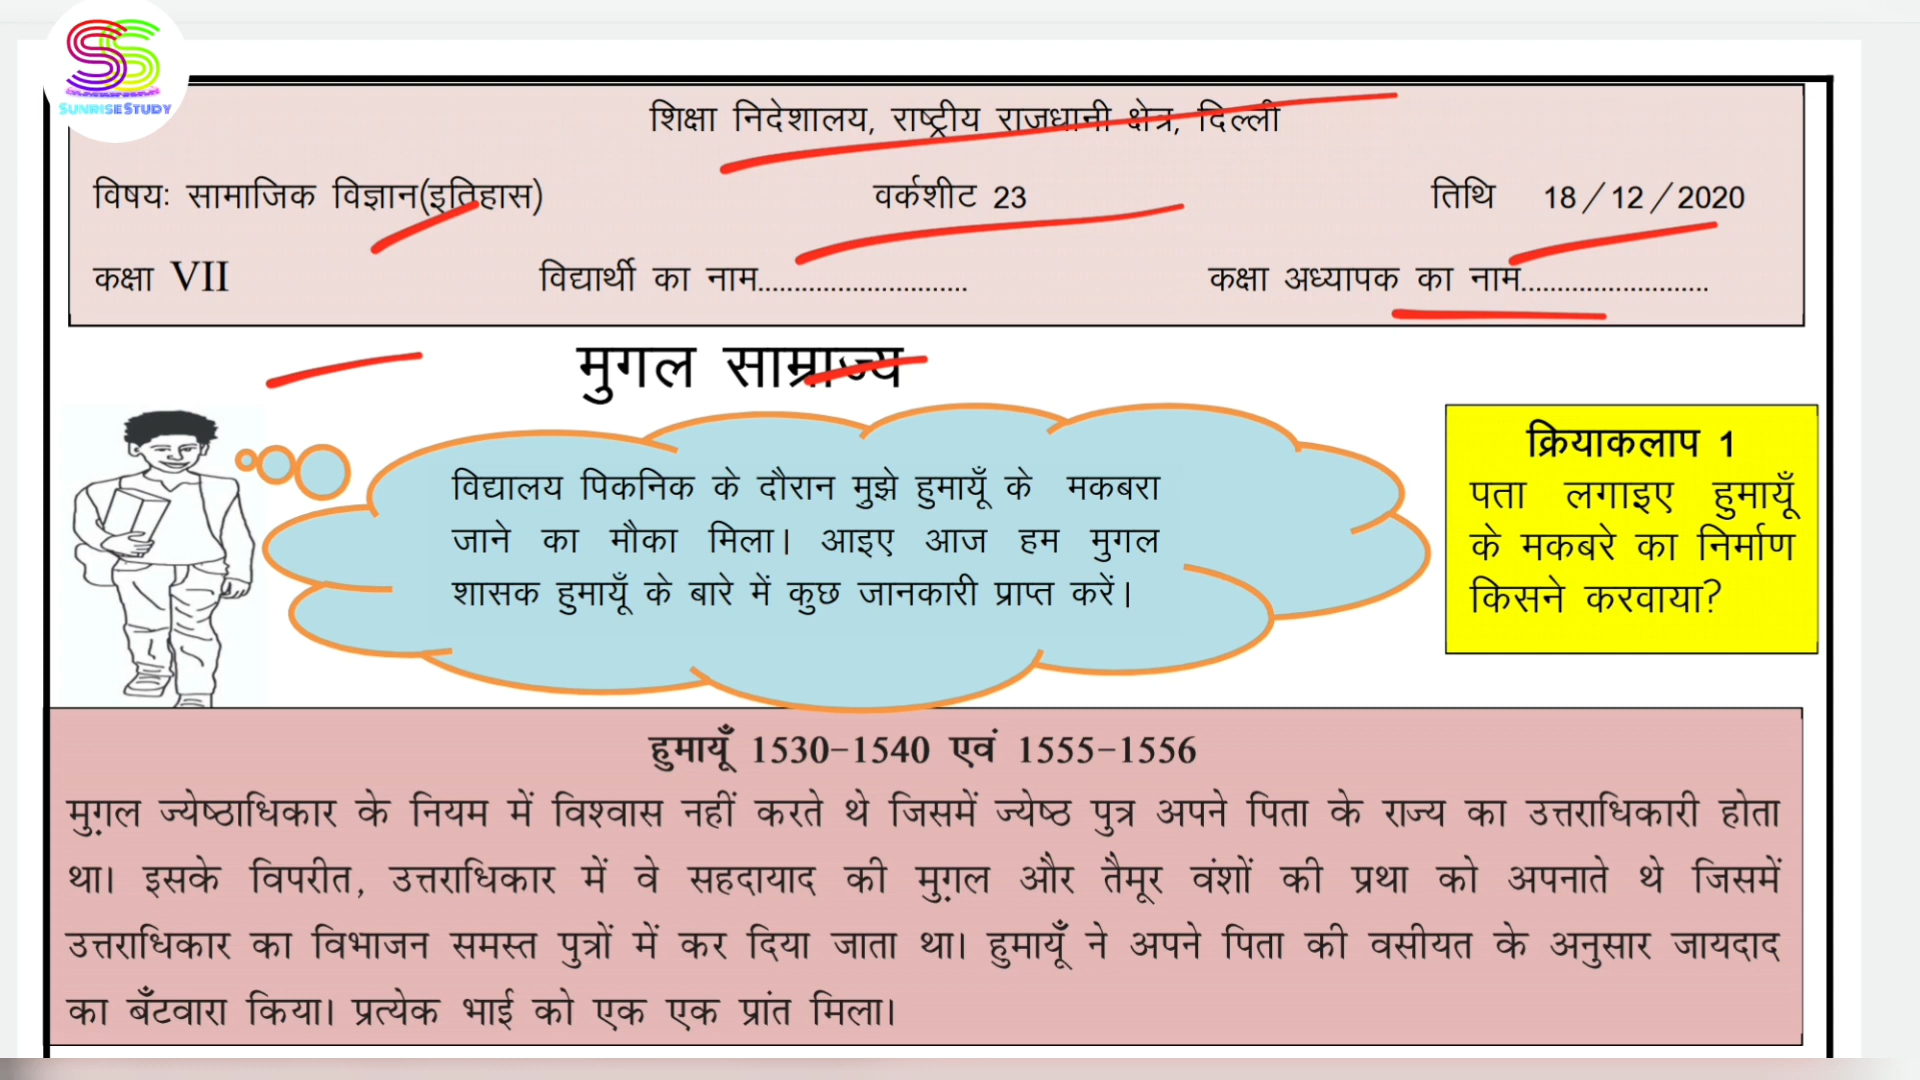 SS
SUNRISESTUDY
शिक्षा निदेशालय, राष्ट्रीय राजधानी क्षेत्र, दिल्ली
विषयः सामाजिक विज्ञान(इतिहास) वर्कशीट 23 तिथि 18/12/2020
कक्षा VII विद्यार्थी का नाम............................ कक्षा अध्यापक का नाम.........................
मुगल साम्राज्य
विद्यालय पिकनिक के दौरान मुझे हुमायूँ के मकबरा
जाने का मौका मिला। आइए आज हम मुगल
शासक हुमायूँ के बारे में कुछ जानकारी प्राप्त करें।
क्रियाकलाप 1
पता लगाइए हुमायूँ
के मकबरे का निर्माण
किसने करवाया?
हुमायूँ 1530-1540 एवं 1555-1556
मुग़ल ज्येष्ठाधिकार के नियम में विश्वास नहीं करते थे जिसमें ज्येष्ठ पुत्र अपने पिता के राज्य का उत्तराधिकारी होता
था। इसके विपरीत, उत्तराधिकार में वे सहदायाद की मुग़ल और तैमूर वंशों की प्रथा को अपनाते थे जिसमें
उत्तराधिकार का विभाजन समस्त पुत्रों में कर दिया जाता था। हुमायूँ ने अपने पिता की वसीयत के अनुसार जायदाद
का बँटवारा किया। प्रत्येक भाई को एक एक प्रांत मिला।